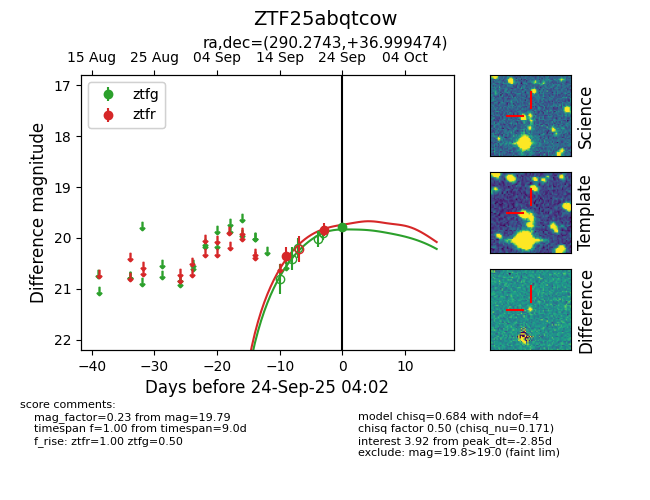 ZTF25abqtcow
ra,dec=(290.2743,+36.999474)
15 Aug 25 Aug 04 Sep 14 Sep 24 Sep 04 Oct
17
18
19
20
21
22
Difference magnitude
ztfg
ztfr
−40 −30 −20 −10 0 10
Days before 24-Sep-25 04:02
Science
Template
Difference
score comments:
mag_factor=0.23 from mag=19.79
timespan f=1.00 from timespan=9.0d
f_rise: ztfr=1.00 ztfg=0.50
model chisq=0.684 with ndof=4
chisq factor 0.50 (chisq_nu=0.171)
interest 3.92 from peak_dt=-2.85d
exclude: mag=19.8>19.0 (faint lim)